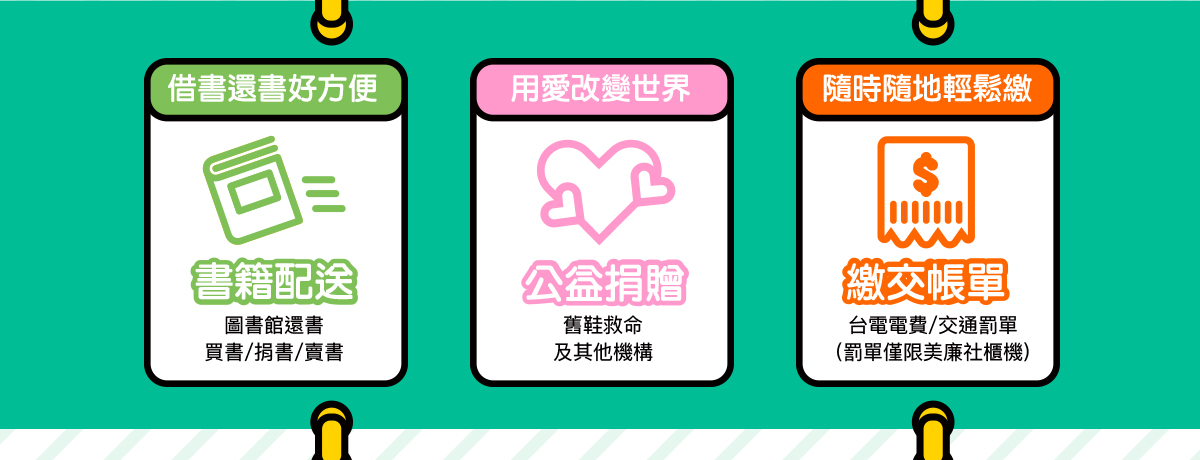 借書還書好方便
書籍配送
圖書館還書
買書/捐書/賣書
用愛改變世界
公益捐贈
舊鞋救命
及其他機構
隨時隨地輕鬆繳
$
繳交帳單
台電電費/交通罰單
(罰單僅限美廉社櫃機)